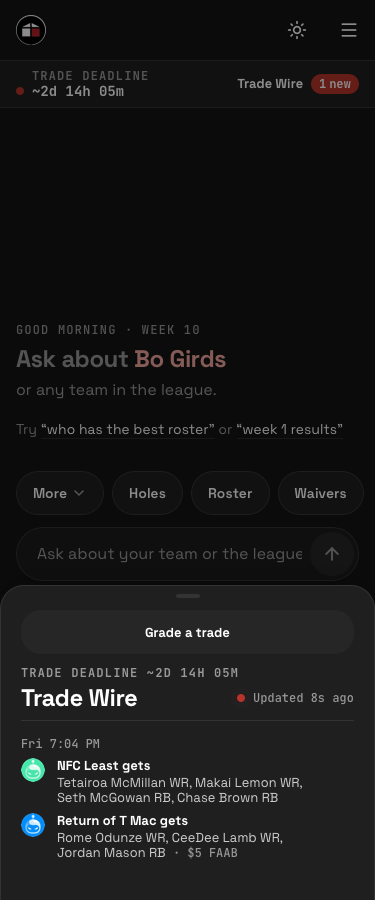 TRADE DEADLINE
~2d 14h 05m
Trade Wire
1 new
GOOD MORNING · WEEK 10
Ask about Bo Girds
or any team in the league.
Try “who has the best roster” or “week 1 results”
More
Holes
Roster
Waivers
Ask about your team or the league
Grade a trade
TRADE DEADLINE ~2D 14H 05M
Trade Wire
Updated 8s ago
Fri 7:04 PM
NFC Least gets
Tetairoa McMillan WR, Makai Lemon WR,
Seth McGowan RB, Chase Brown RB
Return of T Mac gets
Rome Odunze WR, CeeDee Lamb WR,
Jordan Mason RB · $5 FAAB